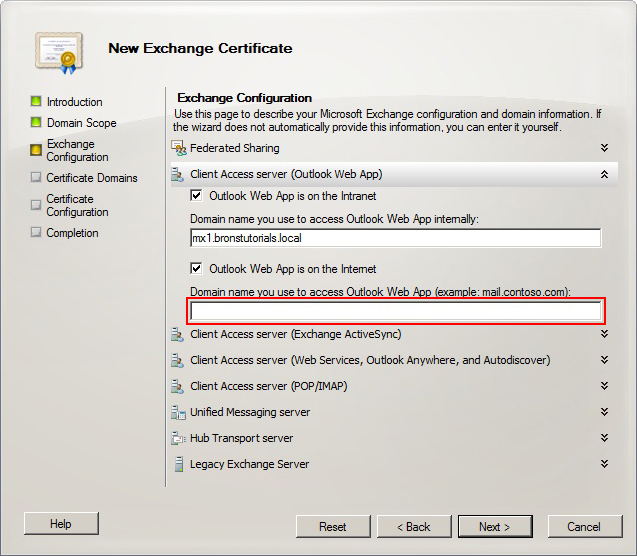 New Exchange Certificate
Introduction
Domain Scope
Exchange
Configuration
Certificate Domains
Certificate
Configuration
Completion
Exchange Configuration
Use this page to describe your Microsoft Exchange configuration and domain information. If
the wizard does not automatically provide this information, you can enter it yourself.
Federated Sharing
Client Access server (Outlook Web App)
Outlook Web App is on the Intranet
Domain name you use to access Outlook Web App internally:
mx1.bronstutorials.local
Outlook Web App is on the Internet
Domain name you use to access Outlook Web App (example: mail.contoso.com):
Client Access server (Exchange ActiveSync)
Client Access server (Web Services, Outlook Anywhere, and Autodiscover)
Client Access server (POP/IMAP)
Unified Messaging server
Hub Transport server
Legacy Exchange Server
Help
Reset
< Back
Next >
Cancel